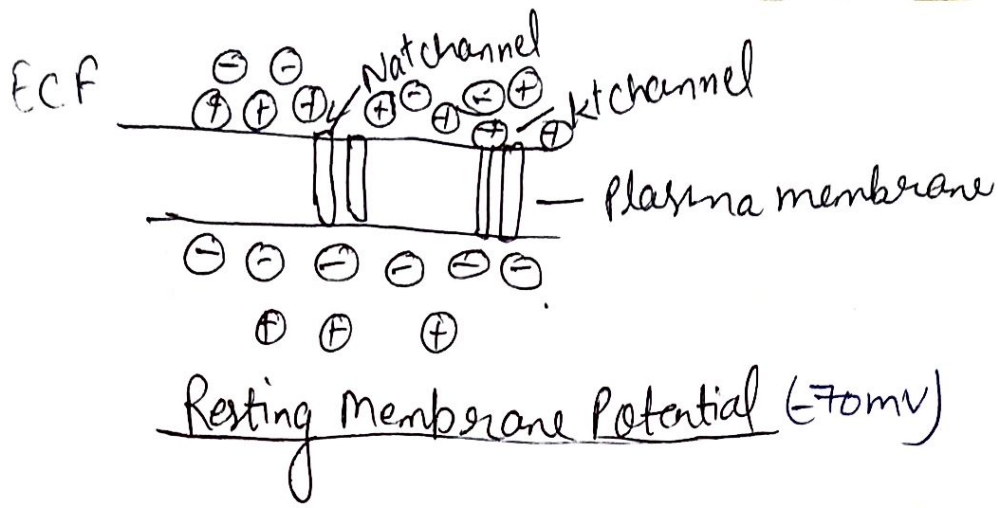 Na+ channel
ECF
K+ channel
Plasma membrane
Resting Membrane Potential (-70mv)